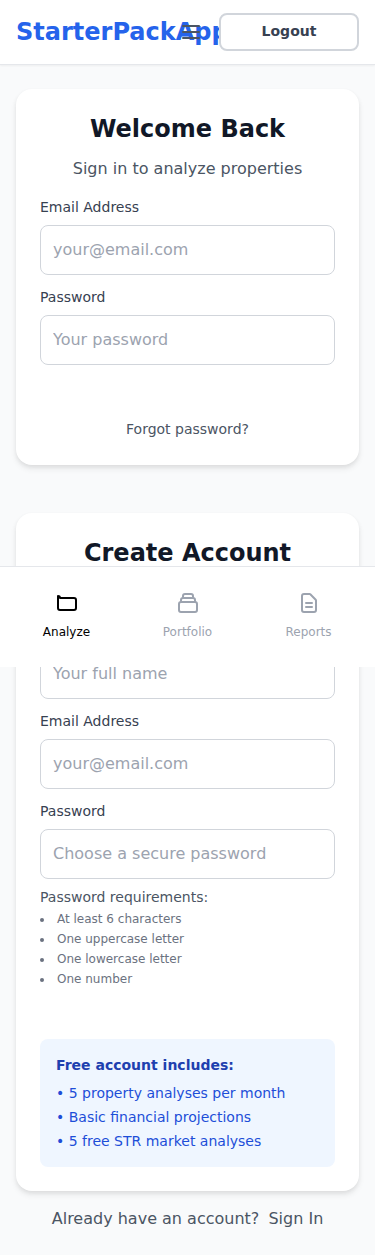 StarterPackApp
Logout
Welcome Back
Sign in to analyze properties
Email Address
your@email.com
Password
Your password
Forgot password?
Create Account
Analyze
Portfolio
Reports
Your full name
Email Address
your@email.com
Password
Choose a secure password
Password requirements:
• At least 6 characters
• One uppercase letter
• One lowercase letter
• One number
Free account includes:
• 5 property analyses per month
• Basic financial projections
• 5 free STR market analyses
Already have an account? Sign In